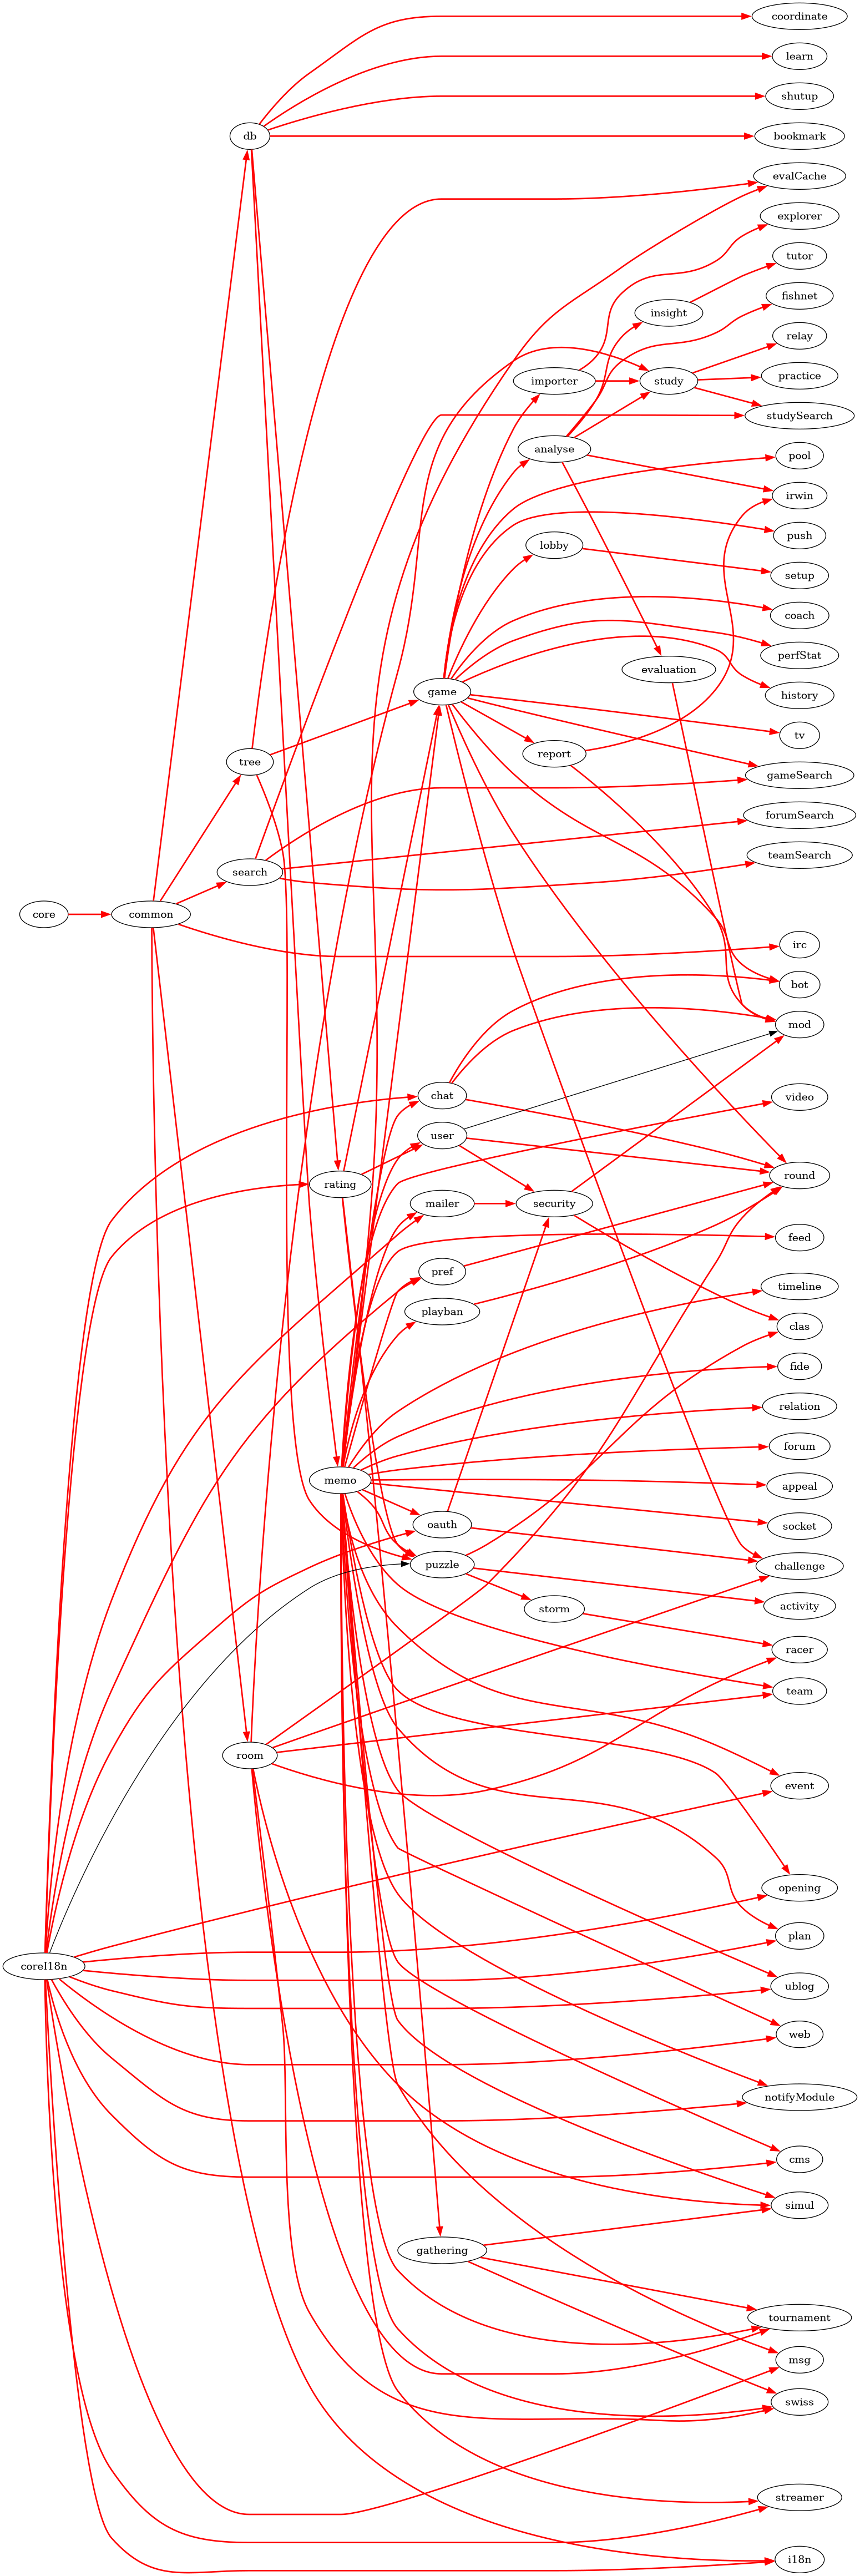 coordinate
learn
shutup
db
bookmark
evalCache
explorer
tutor
fishnet
insight
relay
practice
importer
study
studySearch
analyse
pool
irwin
push
lobby
setup
coach
perfStat
evaluation
game
history
tv
report
tree
gameSearch
forumSearch
teamSearch
search
core
common
irc
bot
mod
chat
video
user
round
rating
mailer
security
feed
pref
timeline
playban
clas
fide
relation
forum
memo
appeal
oauth
socket
puzzle
challenge
activity
storm
racer
team
room
event
opening
plan
coreI18n
ublog
web
notifyModule
cms
simul
gathering
tournament
msg
swiss
streamer
i18n